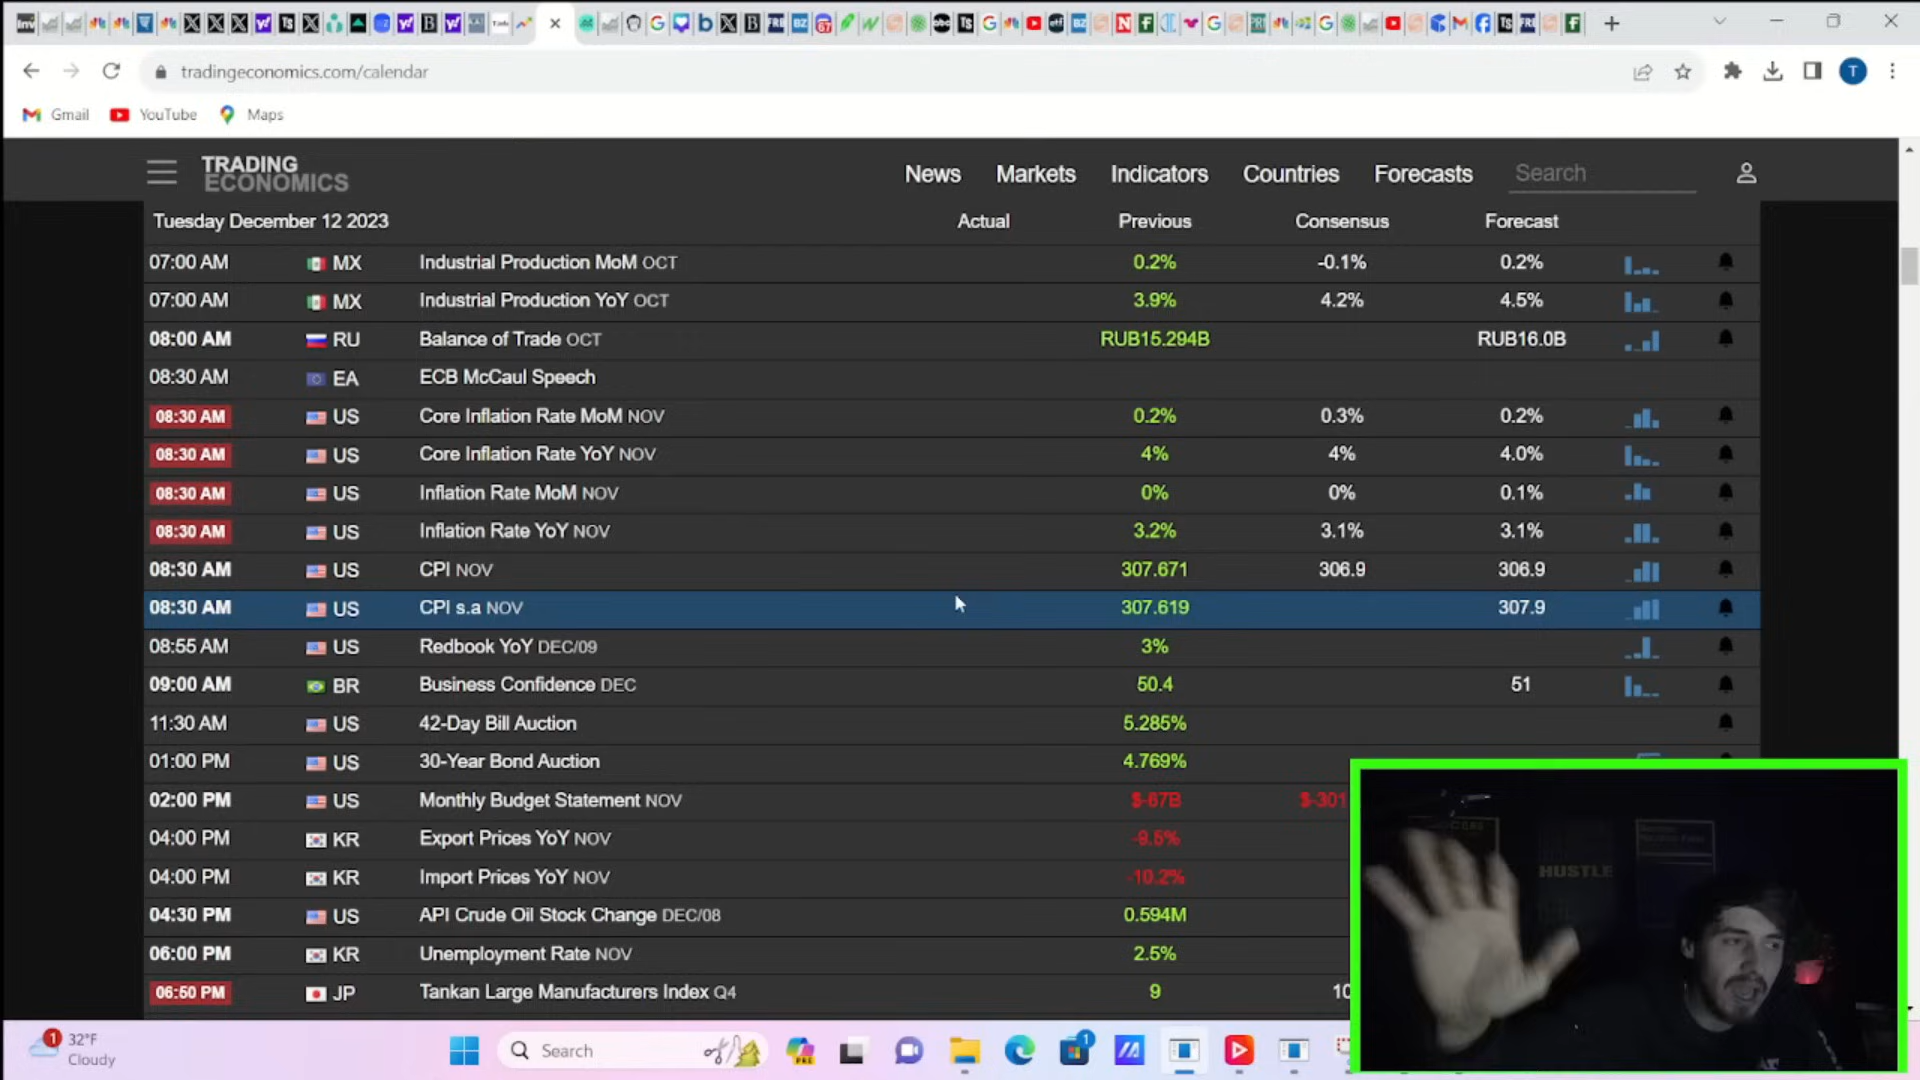 tradingeconomics.com/calendar
Gmail YouTube Maps
TRADING ECONOMICS
News Markets Indicators Countries Forecasts Search
Tuesday December 12 2023 Actual Previous Consensus Forecast
07:00 AM MX Industrial Production MoM OCT 0.2% -0.1% 0.2%
07:00 AM MX Industrial Production YoY OCT 3.9% 4.2% 4.5%
08:00 AM RU Balance of Trade OCT RUB15.294B RUB16.0B
08:30 AM EA ECB McCaul Speech
08:30 AM US Core Inflation Rate MoM NOV 0.2% 0.3% 0.2%
08:30 AM US Core Inflation Rate YoY NOV 4% 4% 4.0%
08:30 AM US Inflation Rate MoM NOV 0% 0% 0.1%
08:30 AM US Inflation Rate YoY NOV 3.2% 3.1% 3.1%
08:30 AM US CPI NOV 307.671 306.9 306.9
08:30 AM US CPI s.a NOV 307.619 307.9
08:55 AM US Redbook YoY DEC/09 3%
09:00 AM BR Business Confidence DEC 50.4 51
11:30 AM US 42-Day Bill Auction 5.285%
01:00 PM US 30-Year Bond Auction 4.769%
02:00 PM US Monthly Budget Statement NOV $-67B $-301
04:00 PM KR Export Prices YoY NOV -9.5%
04:00 PM KR Import Prices YoY NOV -10.2%
04:30 PM US API Crude Oil Stock Change DEC/08 0.594M
06:00 PM KR Unemployment Rate NOV 2.5%
06:50 PM JP Tankan Large Manufacturers Index Q4 9 10
HUSTLE
32°F
Cloudy
Search